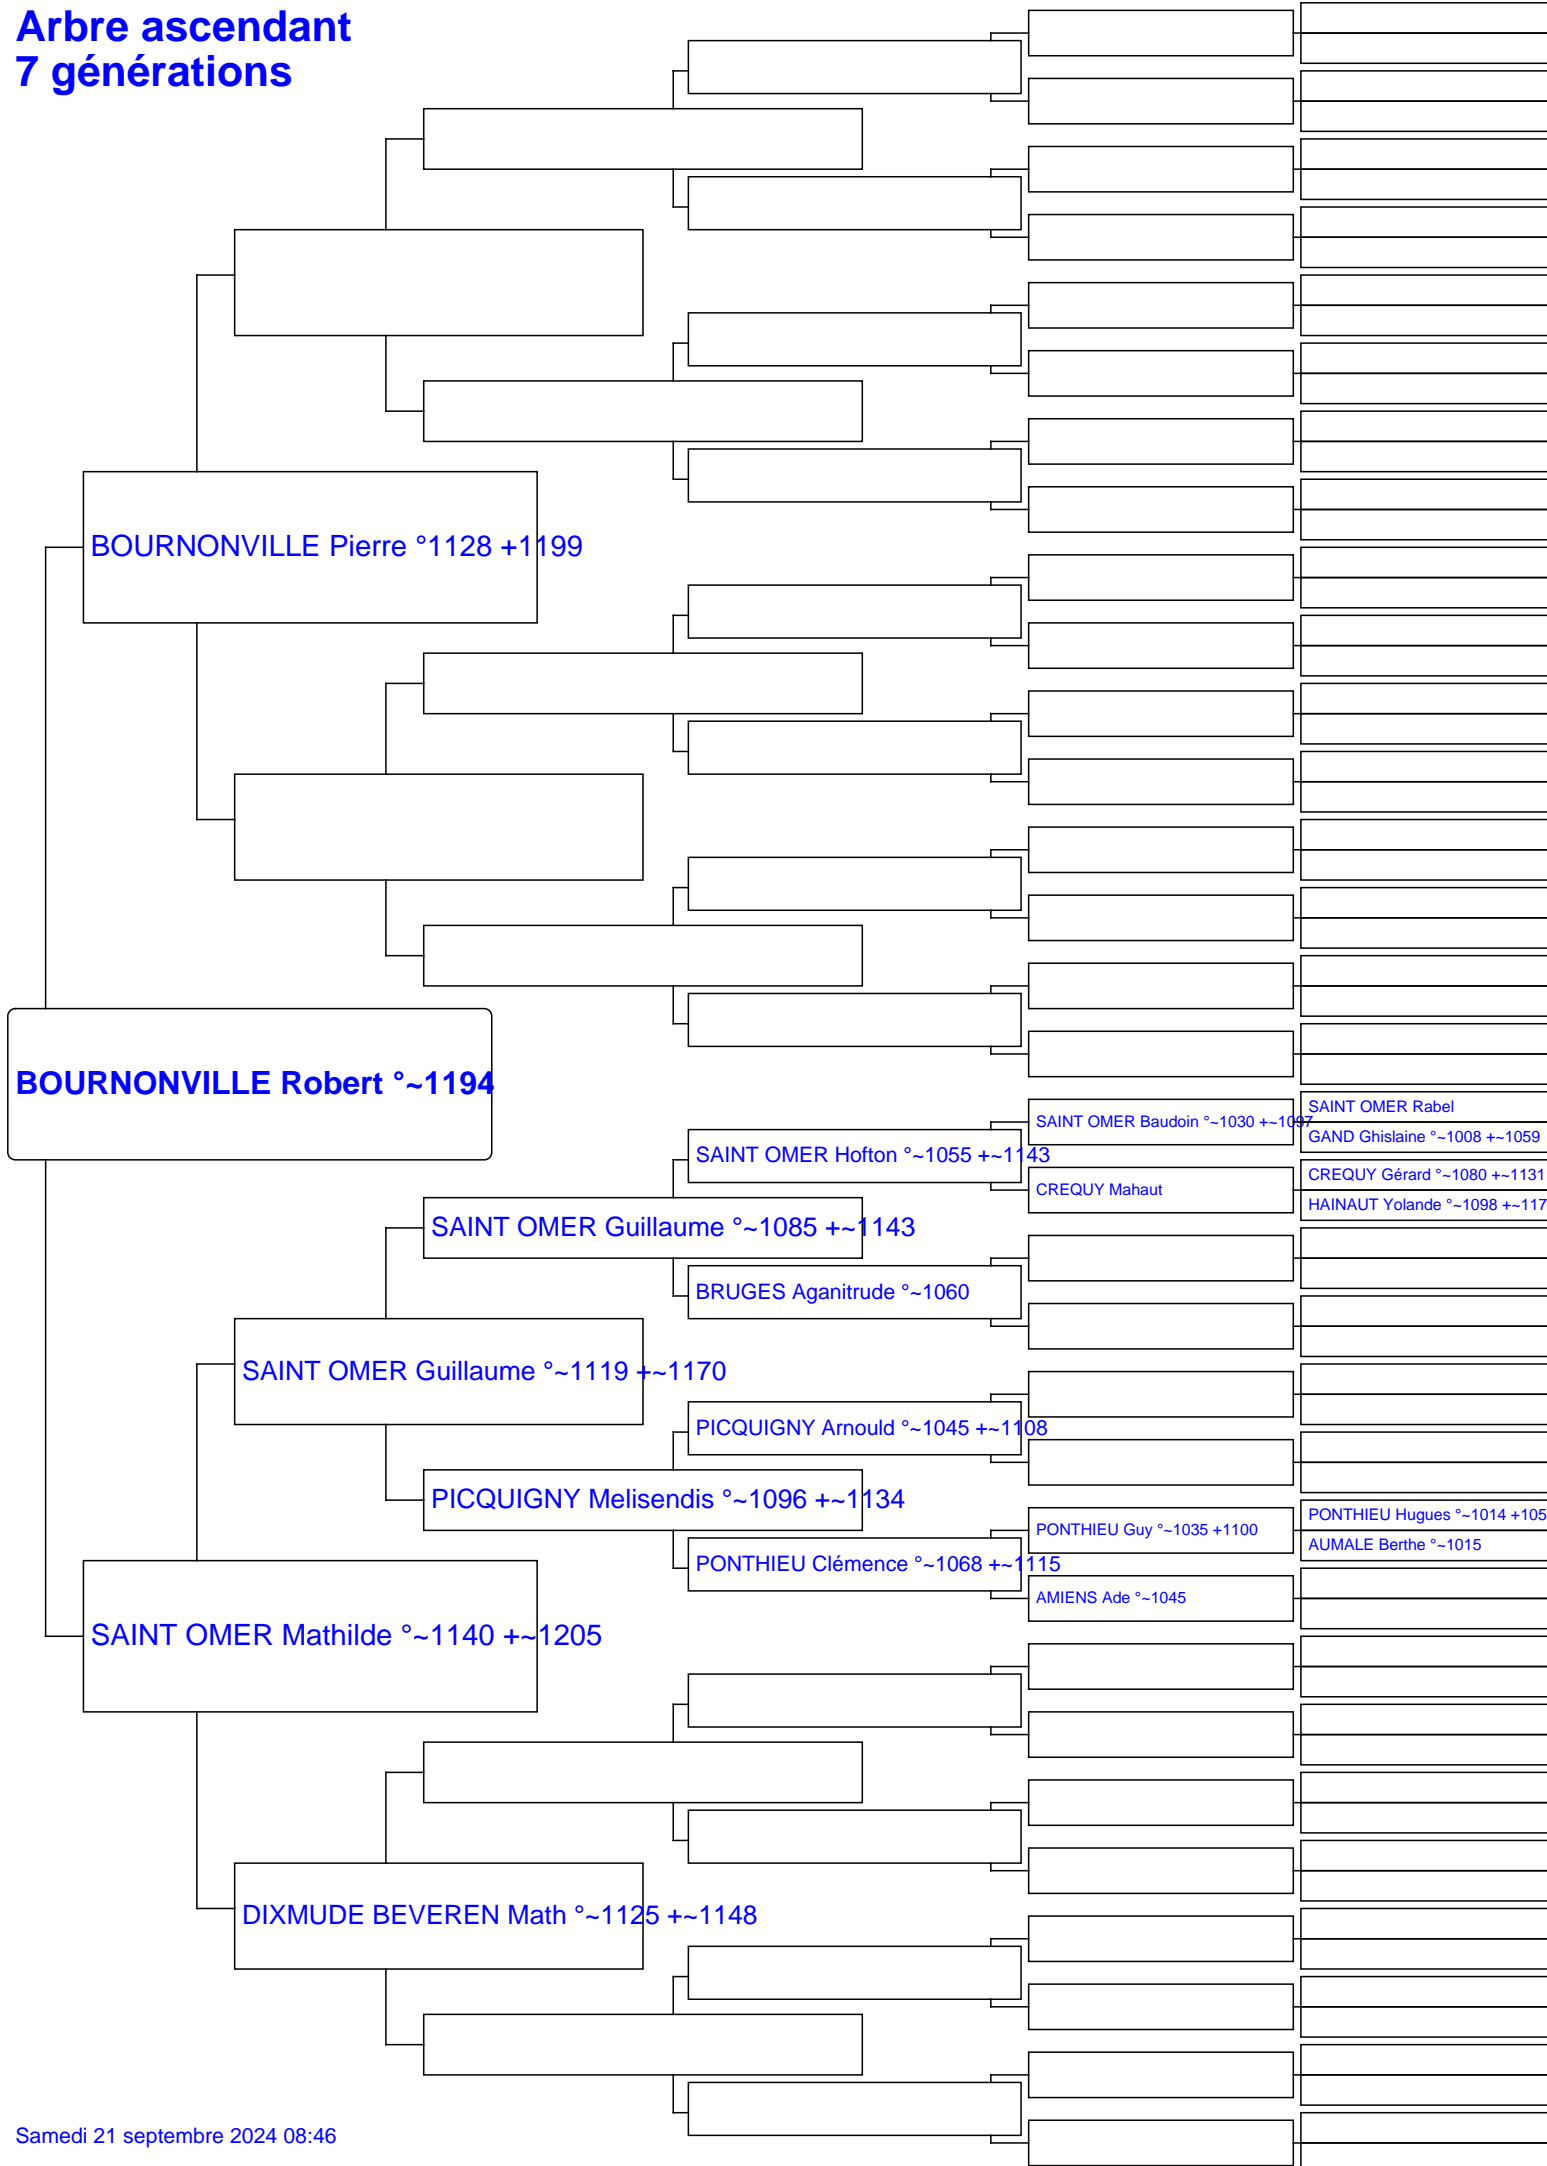 Arbre ascendant
7 générations
BOURNONVILLE Pierre °1128 +1199
BOURNONVILLE Robert °~1194
SAINT OMER Rabel
SAINT OMER Baudoin °~1030 +~1097
GAND Ghislaine °~1008 +~1059
SAINT OMER Hofton °~1055 +~1143
CREQUY Gérard °~1080 +~1131
CREQUY Mahaut
HAINAUT Yolande °~1098 +~117
SAINT OMER Guillaume °~1085 +~1143
BRUGES Aganitrude °~1060
SAINT OMER Guillaume °~1119 +~1170
PICQUIGNY Arnould °~1045 +~1108
PICQUIGNY Melisendis °~1096 +~1134
PONTHIEU Hugues °~1014 +105
PONTHIEU Guy °~1035 +1100
AUMALE Berthe °~1015
PONTHIEU Clémence °~1068 +~1115
AMIENS Ade °~1045
SAINT OMER Mathilde °~1140 +~1205
DIXMUDE BEVEREN Math °~1125 +~1148
Samedi 21 septembre 2024 08:46